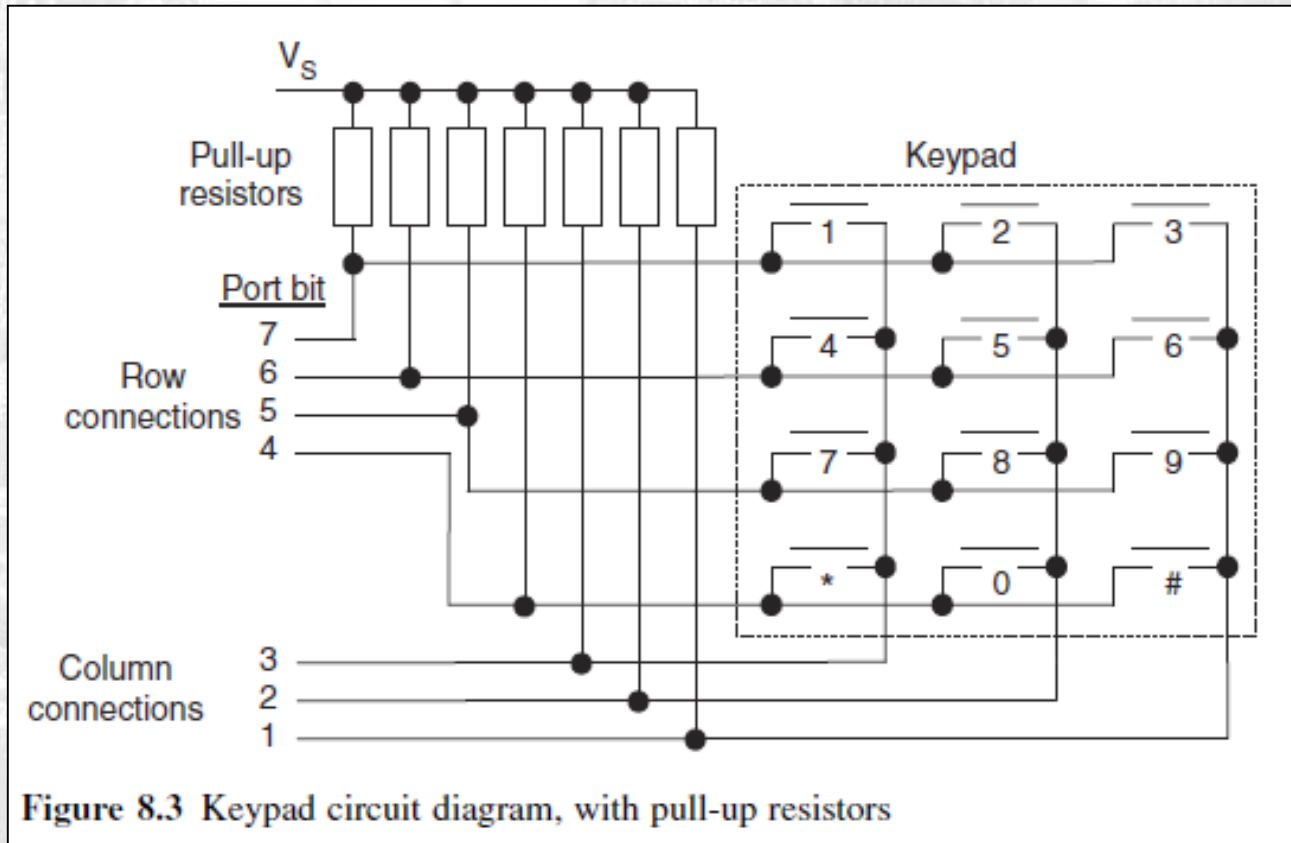 V_S
Pull-up
resistors
Keypad
1 2 3
Port bit
7
Row
connections
6
5
4
4 5 6
7 8 9
* 0 #
Column
connections
3
2
1
Figure 8.3 Keypad circuit diagram, with pull-up resistors